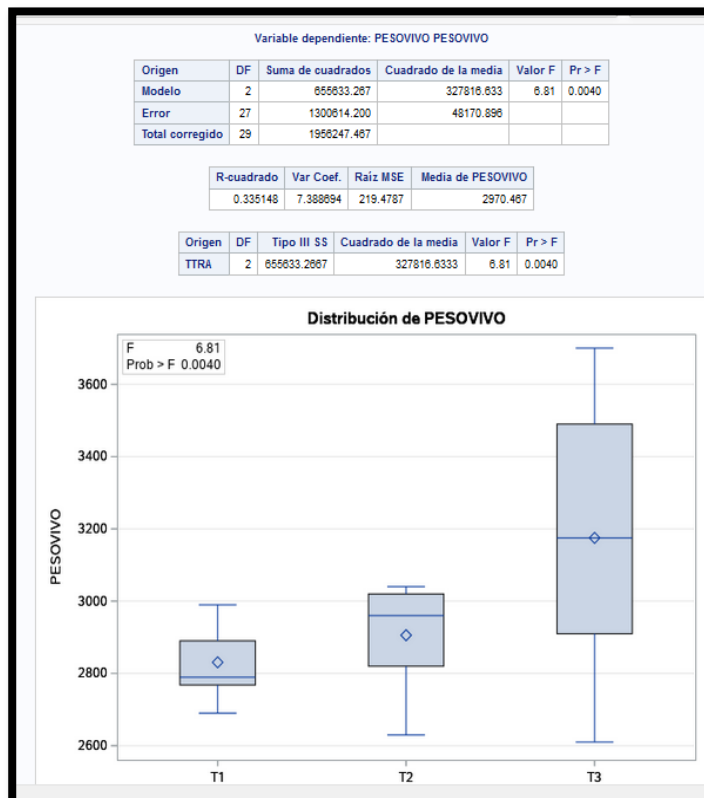 Variable dependiente: PESOVIVO PESOVIVO
Origen DF Suma de cuadrados Cuadrado de la media Valor F Pr > F
Modelo 2 655633.267 327816.633 6.81 0.0040
Error 27 1300614.200 48170.896
Total corregido 29 1956247.467
R-cuadrado Var Coef. Raíz MSE Media de PESOVIVO
0.335148 7.388694 219.4787 2970.467
Origen DF Tipo III SS Cuadrado de la media Valor F Pr > F
TTRA 2 655633.2667 327816.6333 6.81 0.0040
Distribución de PESOVIVO
F 6.81
Prob > F 0.0040
3600
3400
3200
3000
2800
2600
PESOVIVO
T1 T2 T3